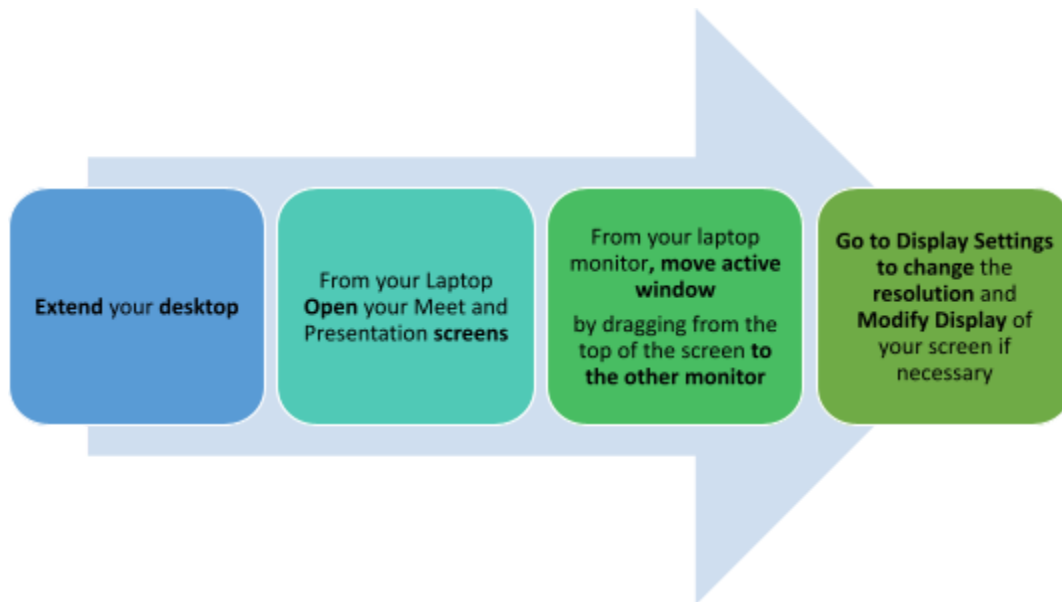 Extend your desktop
From your Laptop
Open your Meet and
Presentation screens
From your laptop
monitor, move active
window
by dragging from the
top of the screen to
the other monitor
Go to Display Settings
to change the
resolution and
Modify Display of
your screen if
necessary